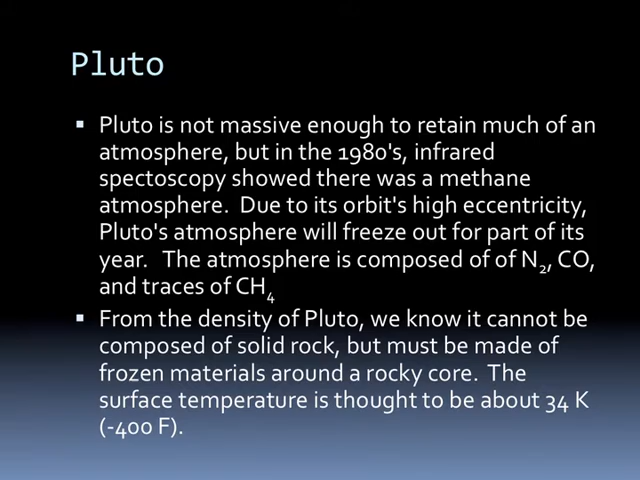 Pluto
▪ Pluto is not massive enough to retain much of an
atmosphere, but in the 1980's, infrared
spectoscopy showed there was a methane
atmosphere.  Due to its orbit's high eccentricity,
Pluto's atmosphere will freeze out for part of its
year.   The atmosphere is composed of of N₂, CO,
and traces of CH₄
▪ From the density of Pluto, we know it cannot be
composed of solid rock, but must be made of
frozen materials around a rocky core.  The
surface temperature is thought to be about 34 K
(-400 F).